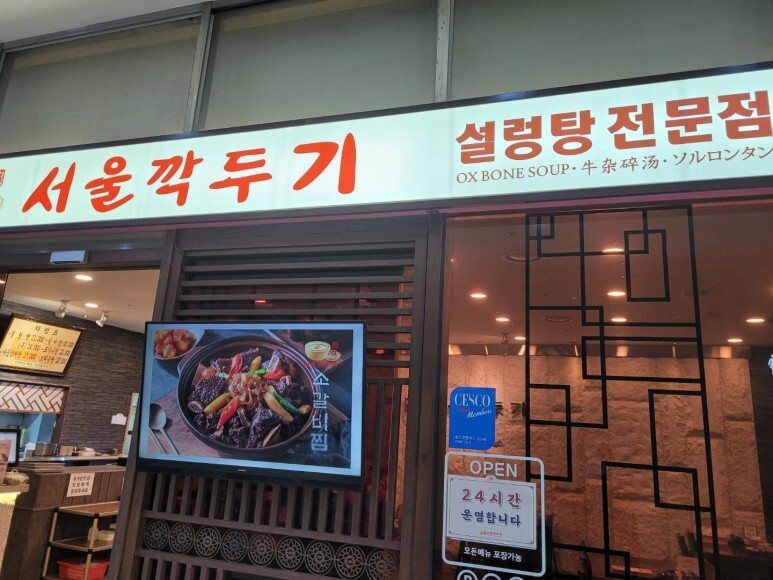 서울깍두기
설렁탕 전문점
OX BONE SOUP・牛杂碎汤・ソルロンタン
소갈비찜
CESCO
Members
OPEN
24시간
운영합니다
모든메뉴 포장가능